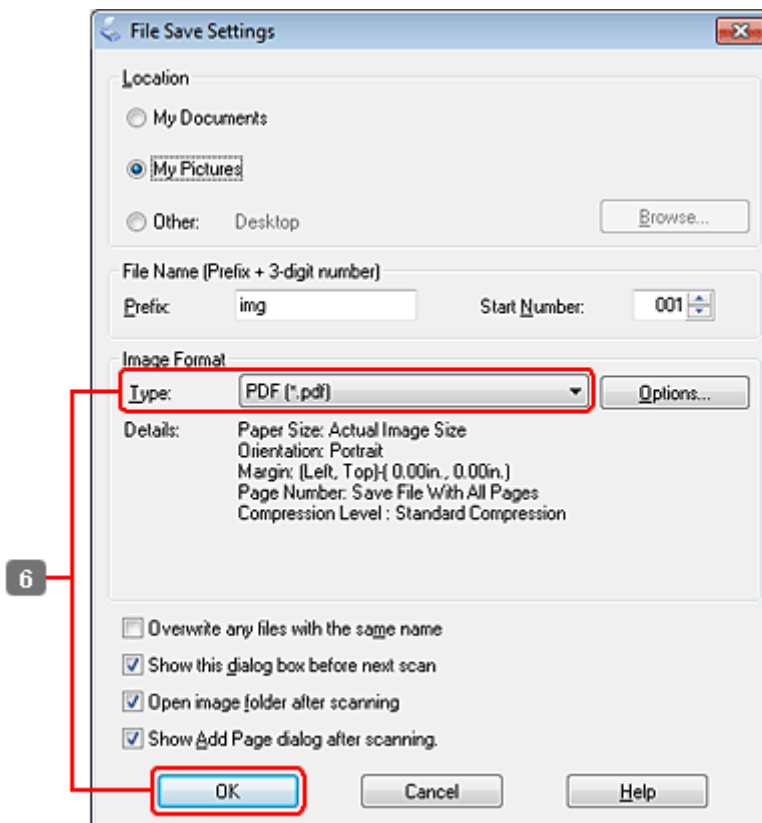 File Save Settings
Location
My Documents
My Pictures
Other: Desktop Browse...
File Name (Prefix + 3-digit number)
Prefix: img Start Number: 001
Image Format
Type: PDF (*.pdf) Options...
Details: Paper Size: Actual Image Size
Orientation: Portrait
Margin: (Left, Top)-( 0.00in., 0.00in.)
Page Number: Save File With All Pages
Compression Level : Standard Compression
6
Overwrite any files with the same name
Show this dialog box before next scan
Open image folder after scanning
Show Add Page dialog after scanning.
OK Cancel Help